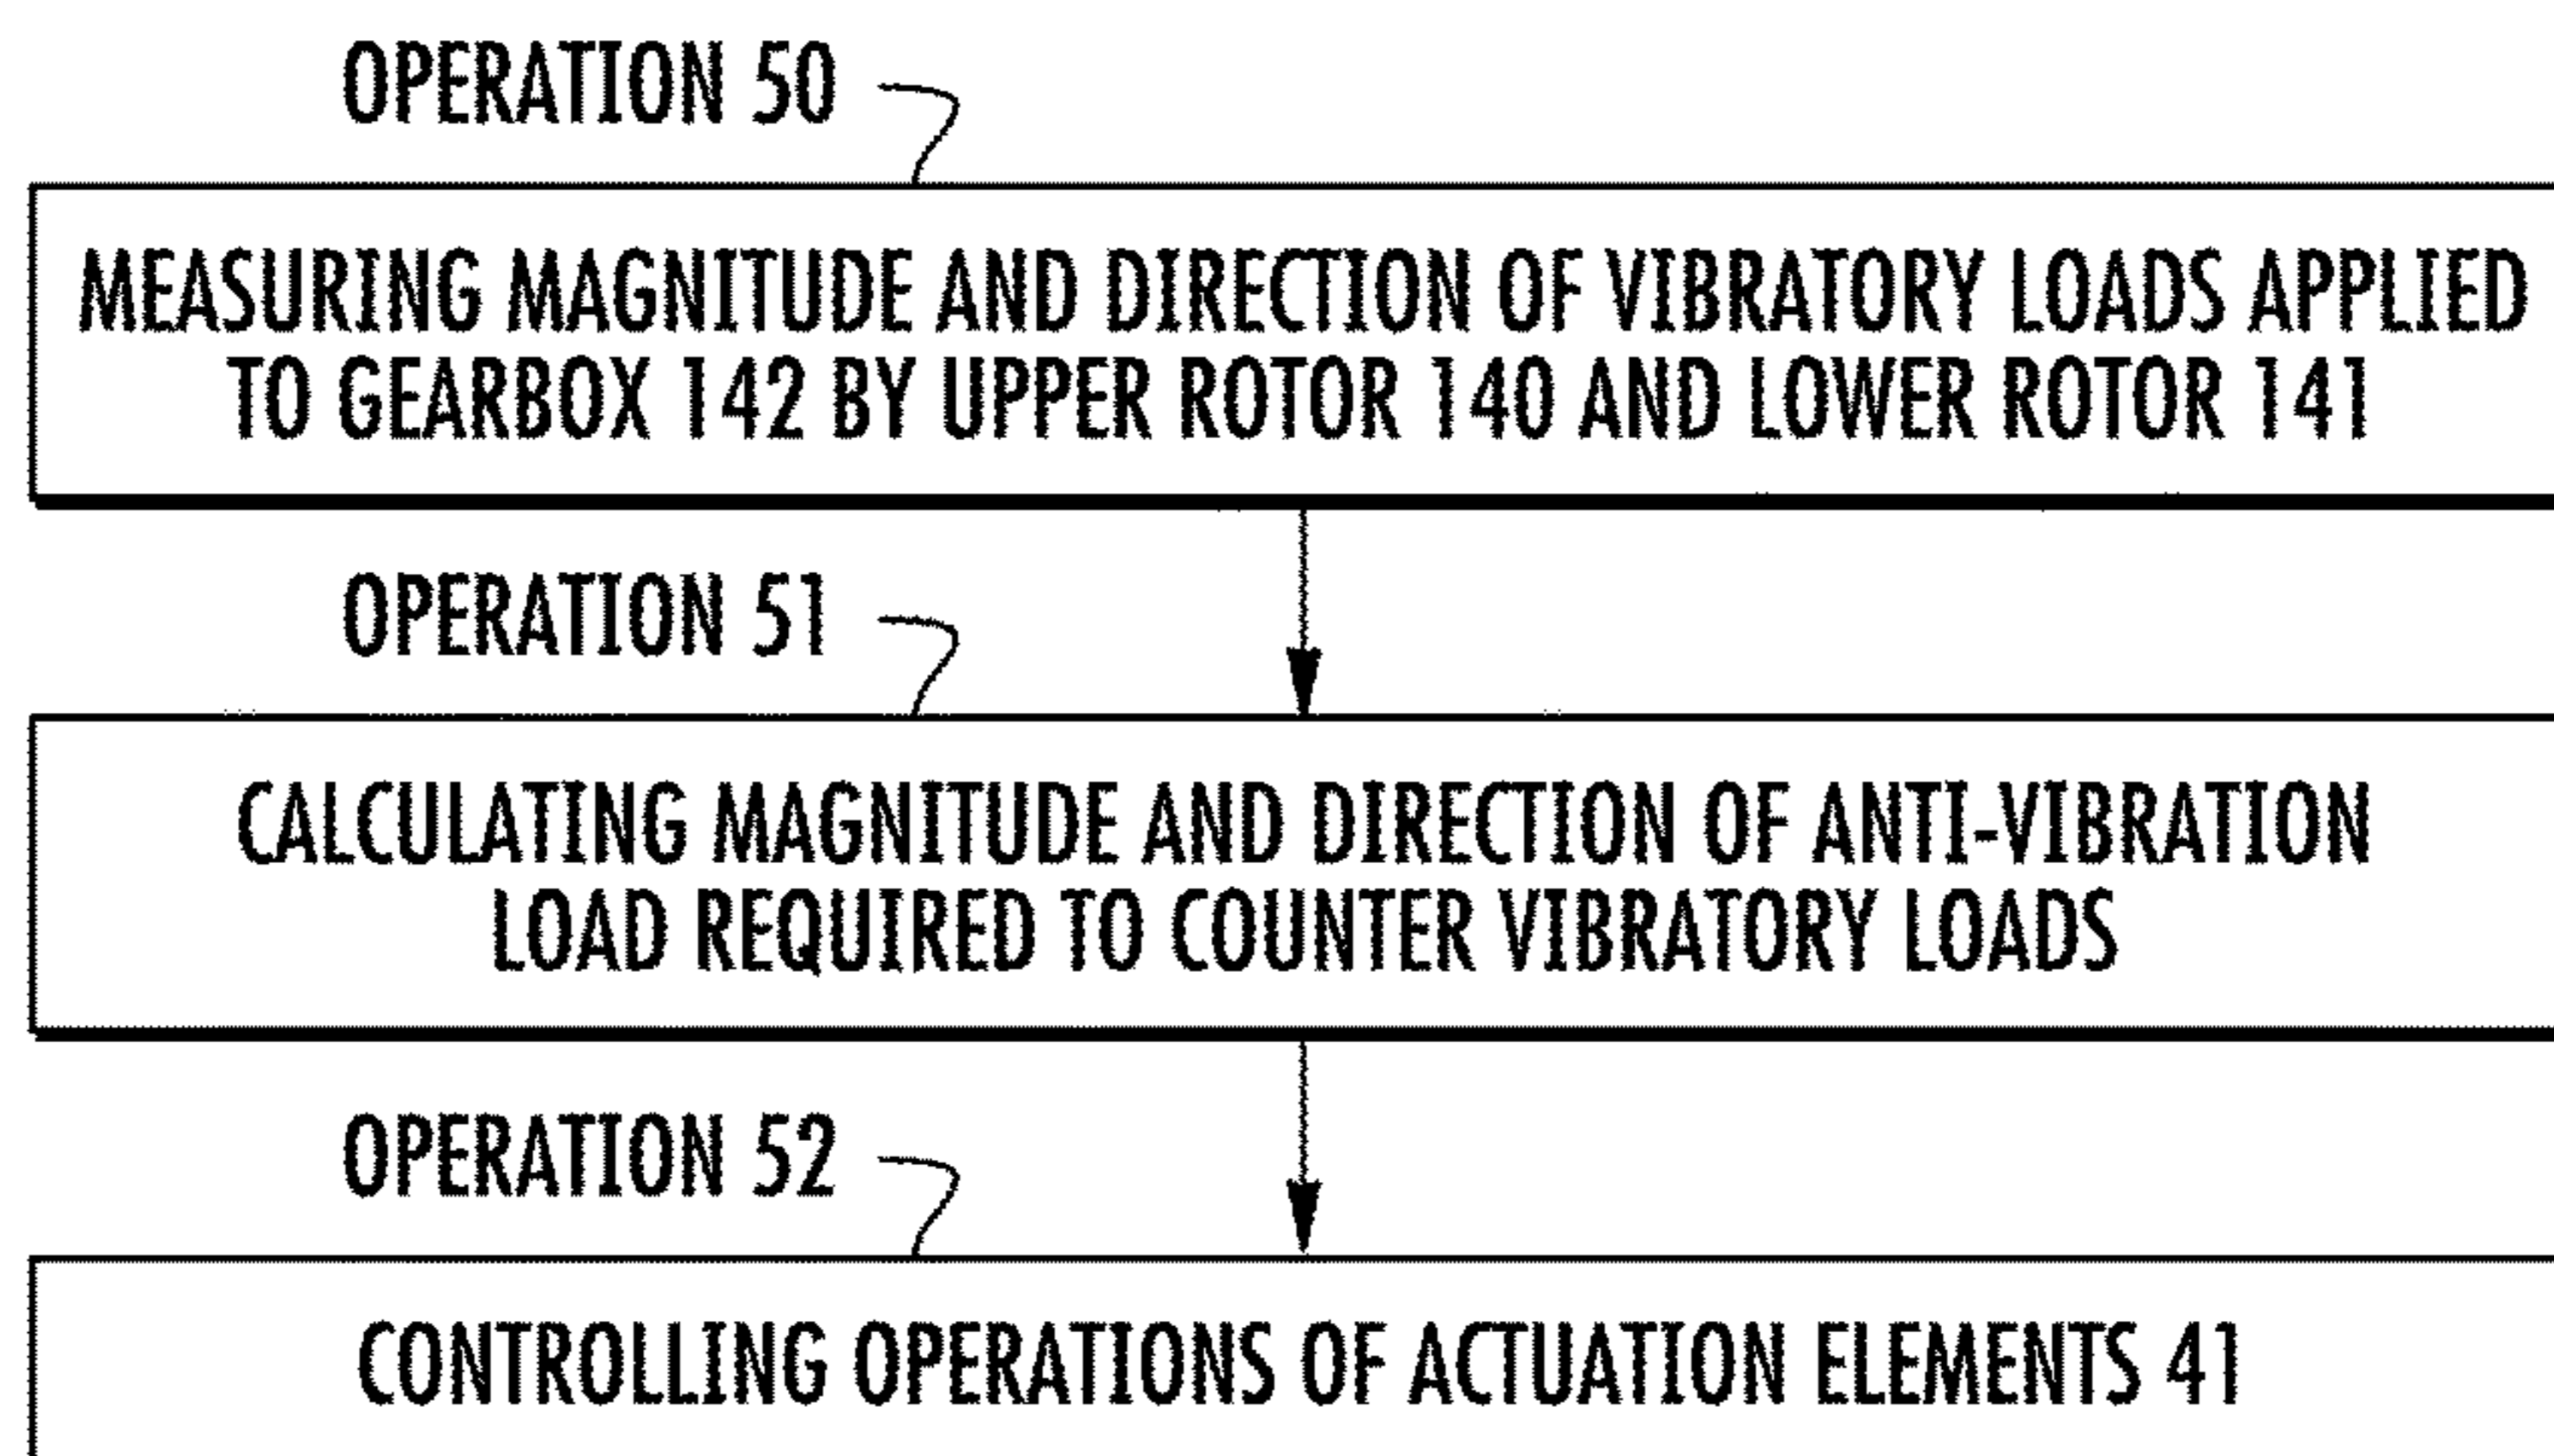 OPERATION 50
MEASURING MAGNITUDE AND DIRECTION OF VIBRATORY LOADS APPLIED
TO GEARBOX 142 BY UPPER ROTOR 140 AND LOWER ROTOR 141
OPERATION 51
CALCULATING MAGNITUDE AND DIRECTION OF ANTI-VIBRATION
LOAD REQUIRED TO COUNTER VIBRATORY LOADS
OPERATION 52
CONTROLLING OPERATIONS OF ACTUATION ELEMENTS 41